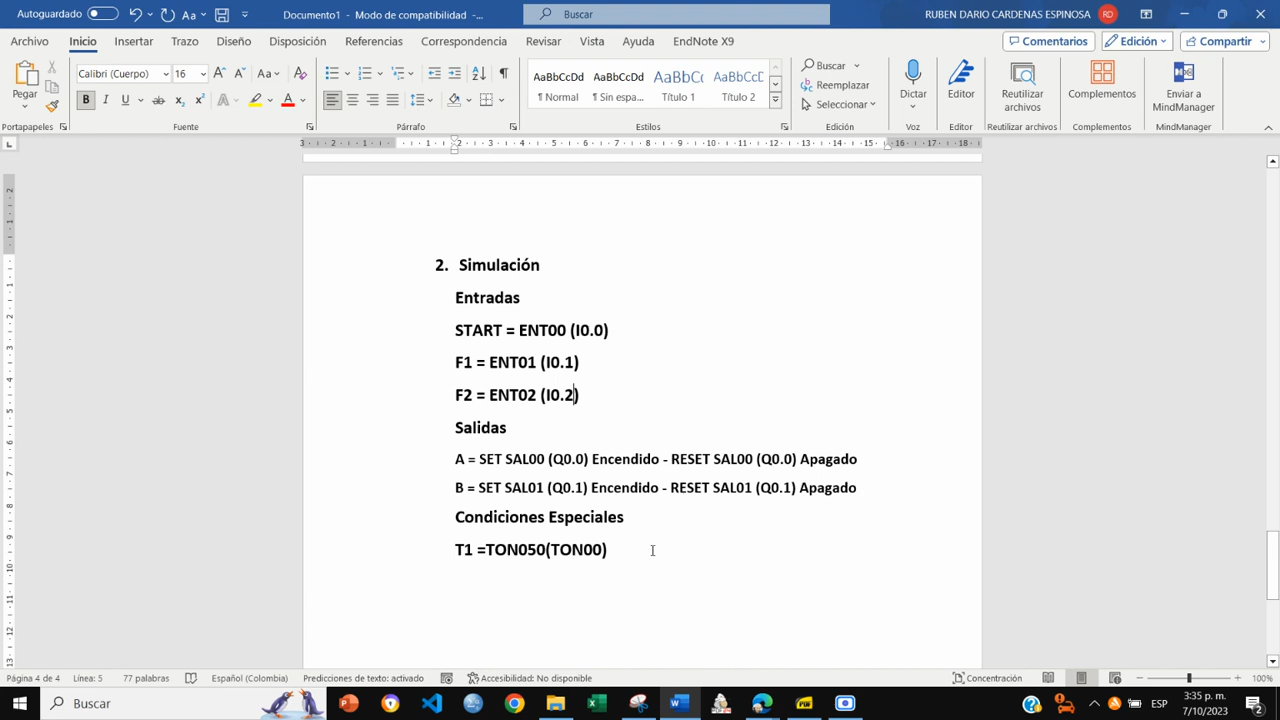 Autoguardado
Documento1 - Modo de compatibilidad
Buscar
RUBEN DARIO CARDENAS ESPINOSA
RO
Archivo Inicio Insertar Trazo Diseño Disposición Referencias Correspondencia Revisar Vista Ayuda EndNote X9
Comentarios Edición Compartir
Pegar
Calibri (Cuerpo) 16
AaBbCcDd AaBbCcDd AaBbCc AaBbCcC
¶ Normal ¶ Sin espa... Título 1 Título 2
Buscar
Reemplazar
Seleccionar
Dictar
Editor
Reutilizar archivos
Complementos
Enviar a MindManager
Portapapeles Fuente Párrafo Estilos Edición Voz Editor Reutilizar archivos Complementos MindManager
2. Simulación
Entradas
START = ENT00 (I0.0)
F1 = ENT01 (I0.1)
F2 = ENT02 (I0.2)
Salidas
A = SET SAL00 (Q0.0) Encendido - RESET SAL00 (Q0.0) Apagado
B = SET SAL01 (Q0.1) Encendido - RESET SAL01 (Q0.1) Apagado
Condiciones Especiales
T1 =TON050(TON00)
Página 4 de 4 Línea: 5 77 palabras Español (Colombia) Predicciones de texto: activado Accesibilidad: No disponible Concentración 100%
Buscar
ESP
3:35 p. m.
7/10/2023
2